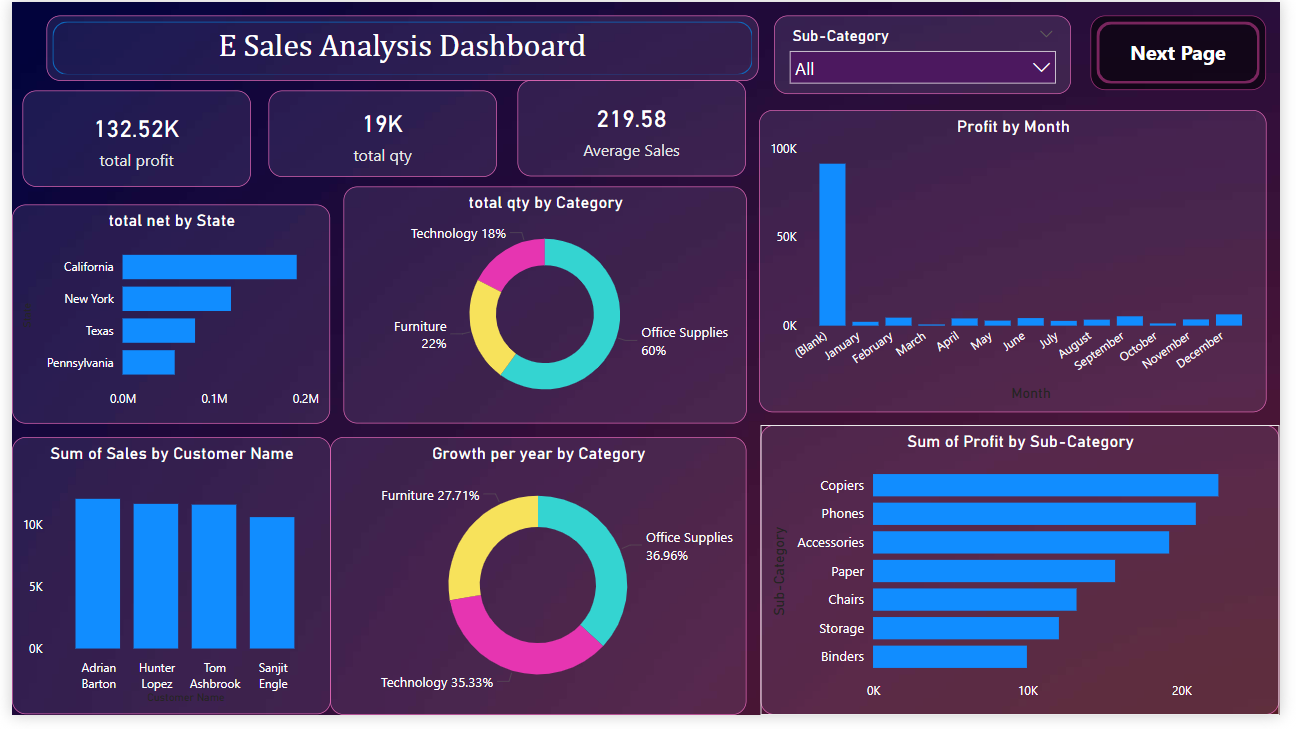 E Sales Analysis Dashboard
Sub-Category
All
Next Page
132.52K
total profit
19K
total qty
219.58
Average Sales
total net by State
California
New York
Texas
Pennsylvania
0.0M 0.1M 0.2M
total qty by Category
Technology 18%
Furniture
22%
Office Supplies
60%
Profit by Month
100K
50K
0K
(Blank) January February March April May June July August September October November December
Month
Sum of Sales by Customer Name
10K
5K
0K
Adrian
Barton
Hunter
Lopez
Tom
Ashbrook
Sanjit
Engle
Customer Name
Growth per year by Category
Furniture 27.71%
Office Supplies
36.96%
Technology 35.33%
Sum of Profit by Sub-Category
Sub-Category
Copiers
Phones
Accessories
Paper
Chairs
Storage
Binders
0K 10K 20K